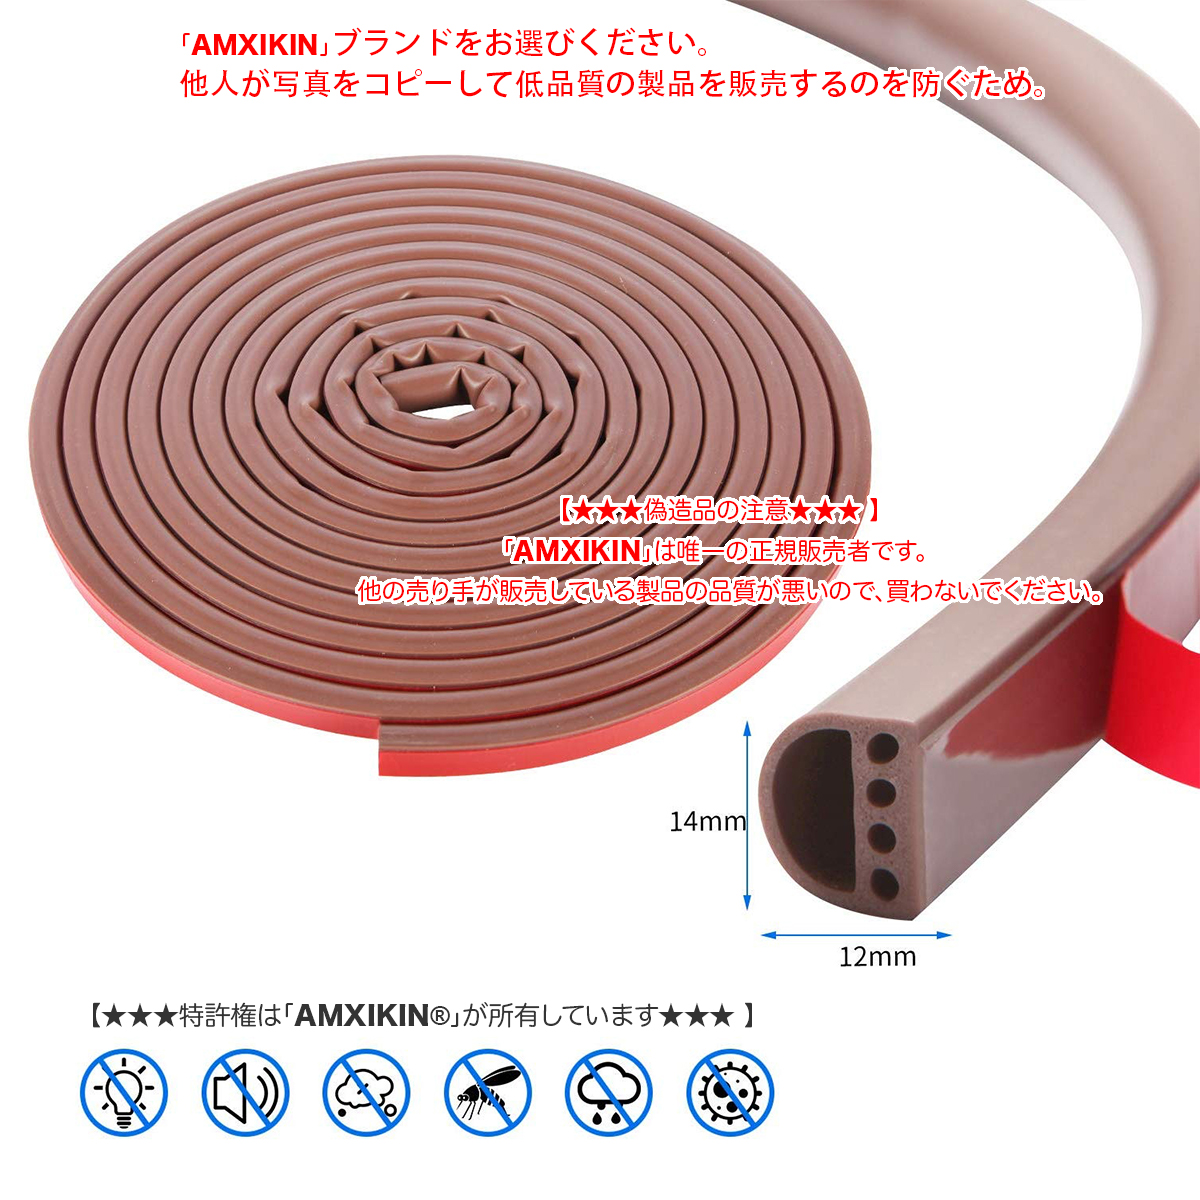 「AMXIKIN」ブランドをお選びください。
他人が写真をコピーして低品質の製品を販売するのを防ぐため。
【★★★偽造品の注意★★★ 】
「AMXIKIN」は唯一の正規販売者です。
他の売り手が販売している製品の品質が悪いので、買わないでください。
14mm
12mm
【★★★特許権は「AMXIKIN®」が所有しています★★★ 】